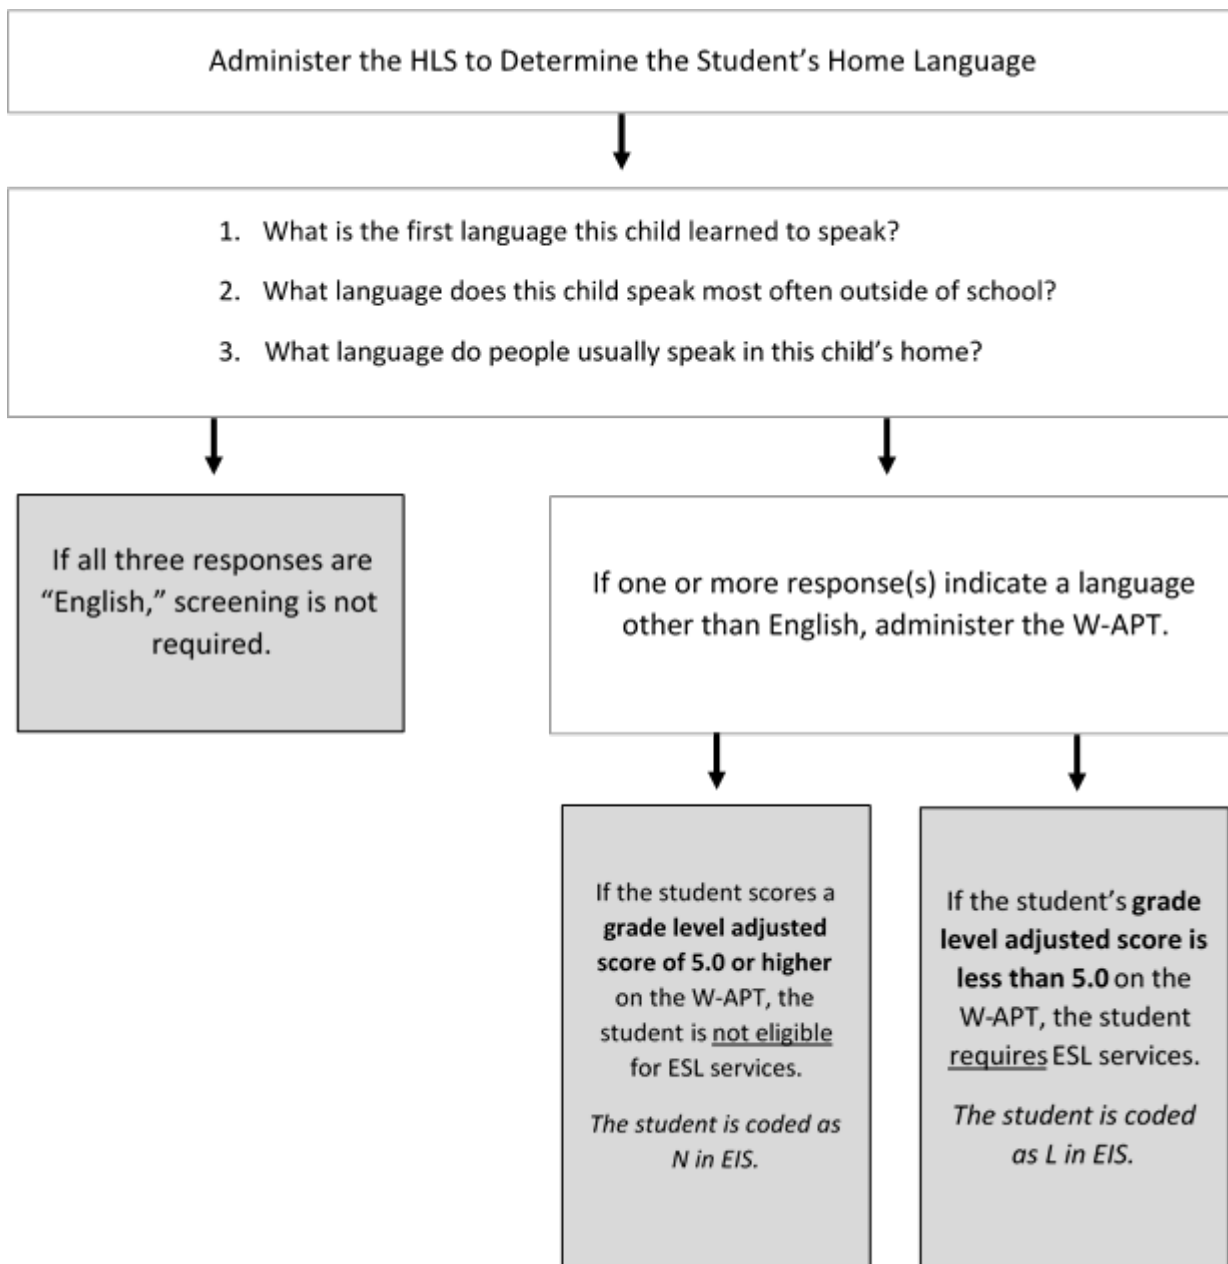 Administer the HLS to Determine the Student’s Home Language
1. What is the first language this child learned to speak?
2. What language does this child speak most often outside of school?
3. What language do people usually speak in this child’s home?
If all three responses are
“English,” screening is not
required.
If one or more response(s) indicate a language
other than English, administer the W-APT.
If the student scores a
grade level adjusted
score of 5.0 or higher
on the W-APT, the
student is not eligible
for ESL services.
The student is coded as
N in EIS.
If the student’s grade
level adjusted score is
less than 5.0 on the
W-APT, the student
requires ESL services.
The student is coded
as L in EIS.